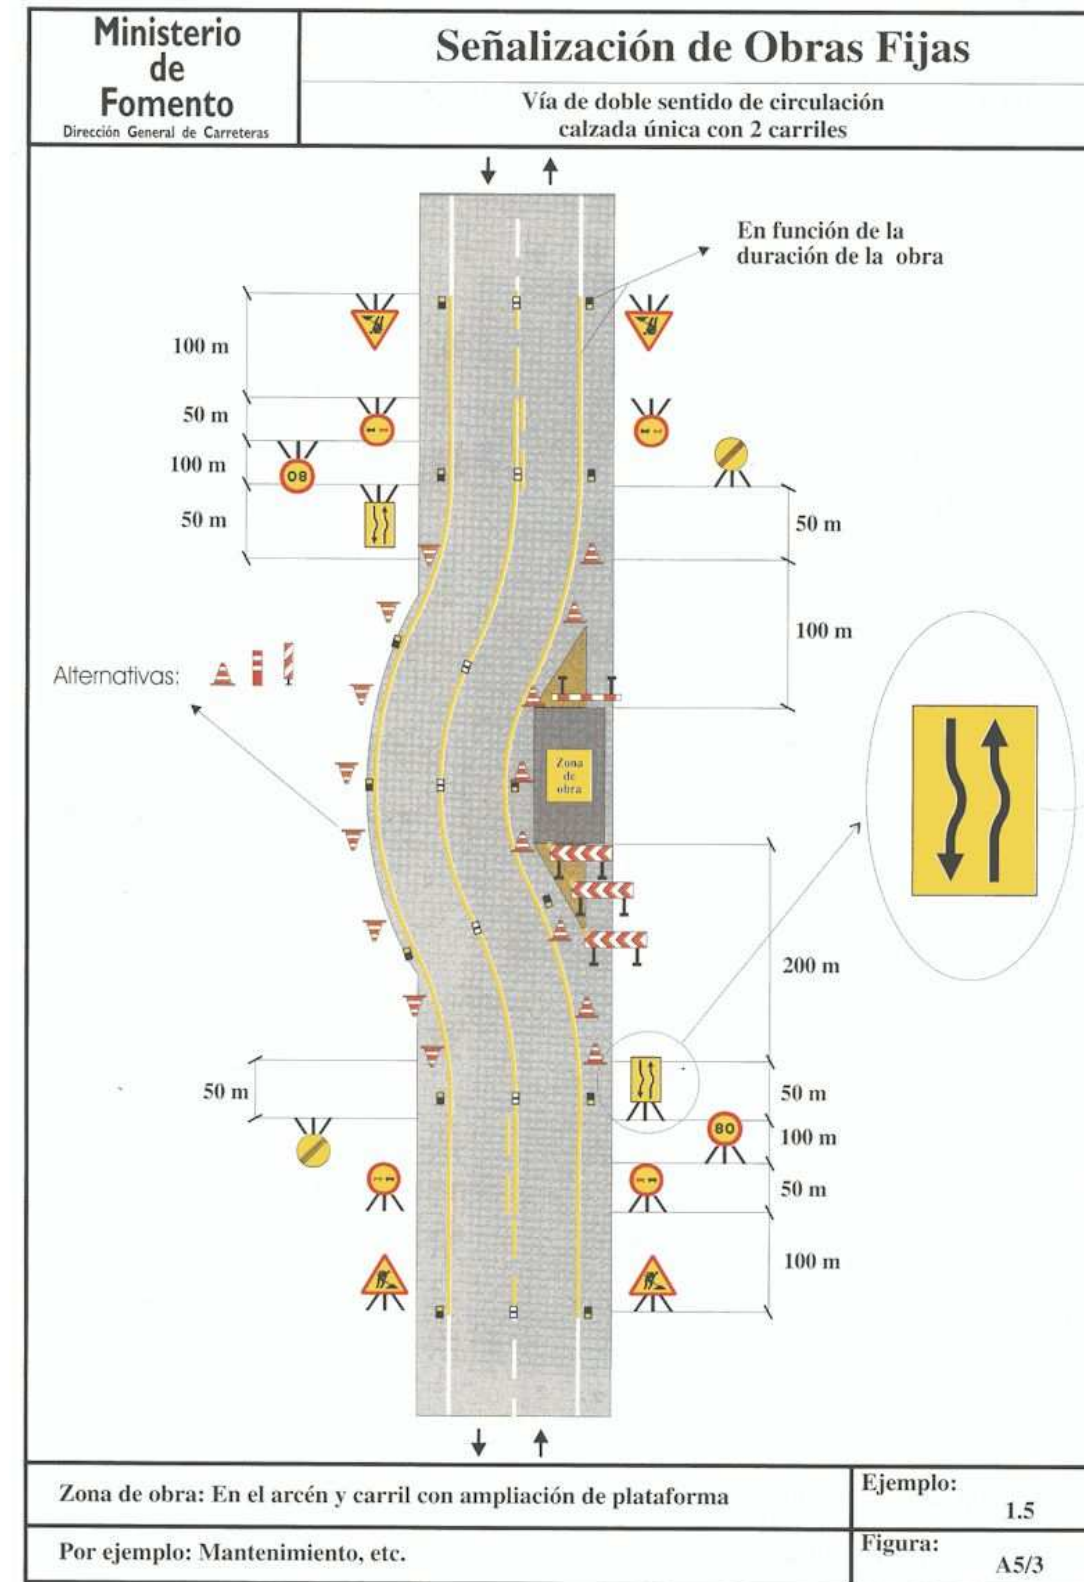 Ministerio
de
Fomento
Dirección General de Carreteras
Señalización de Obras Fijas
Vía de doble sentido de circulación
calzada única con 2 carriles
En función de la
duración de la obra
100 m
50 m
100 m
80
50 m
50 m
100 m
Alternativas:
Zona
de
obra
200 m
50 m
50 m
80
100 m
50 m
100 m
Zona de obra: En el arcén y carril con ampliación de plataforma
Ejemplo:
1.5
Por ejemplo: Mantenimiento, etc.
Figura:
A5/3